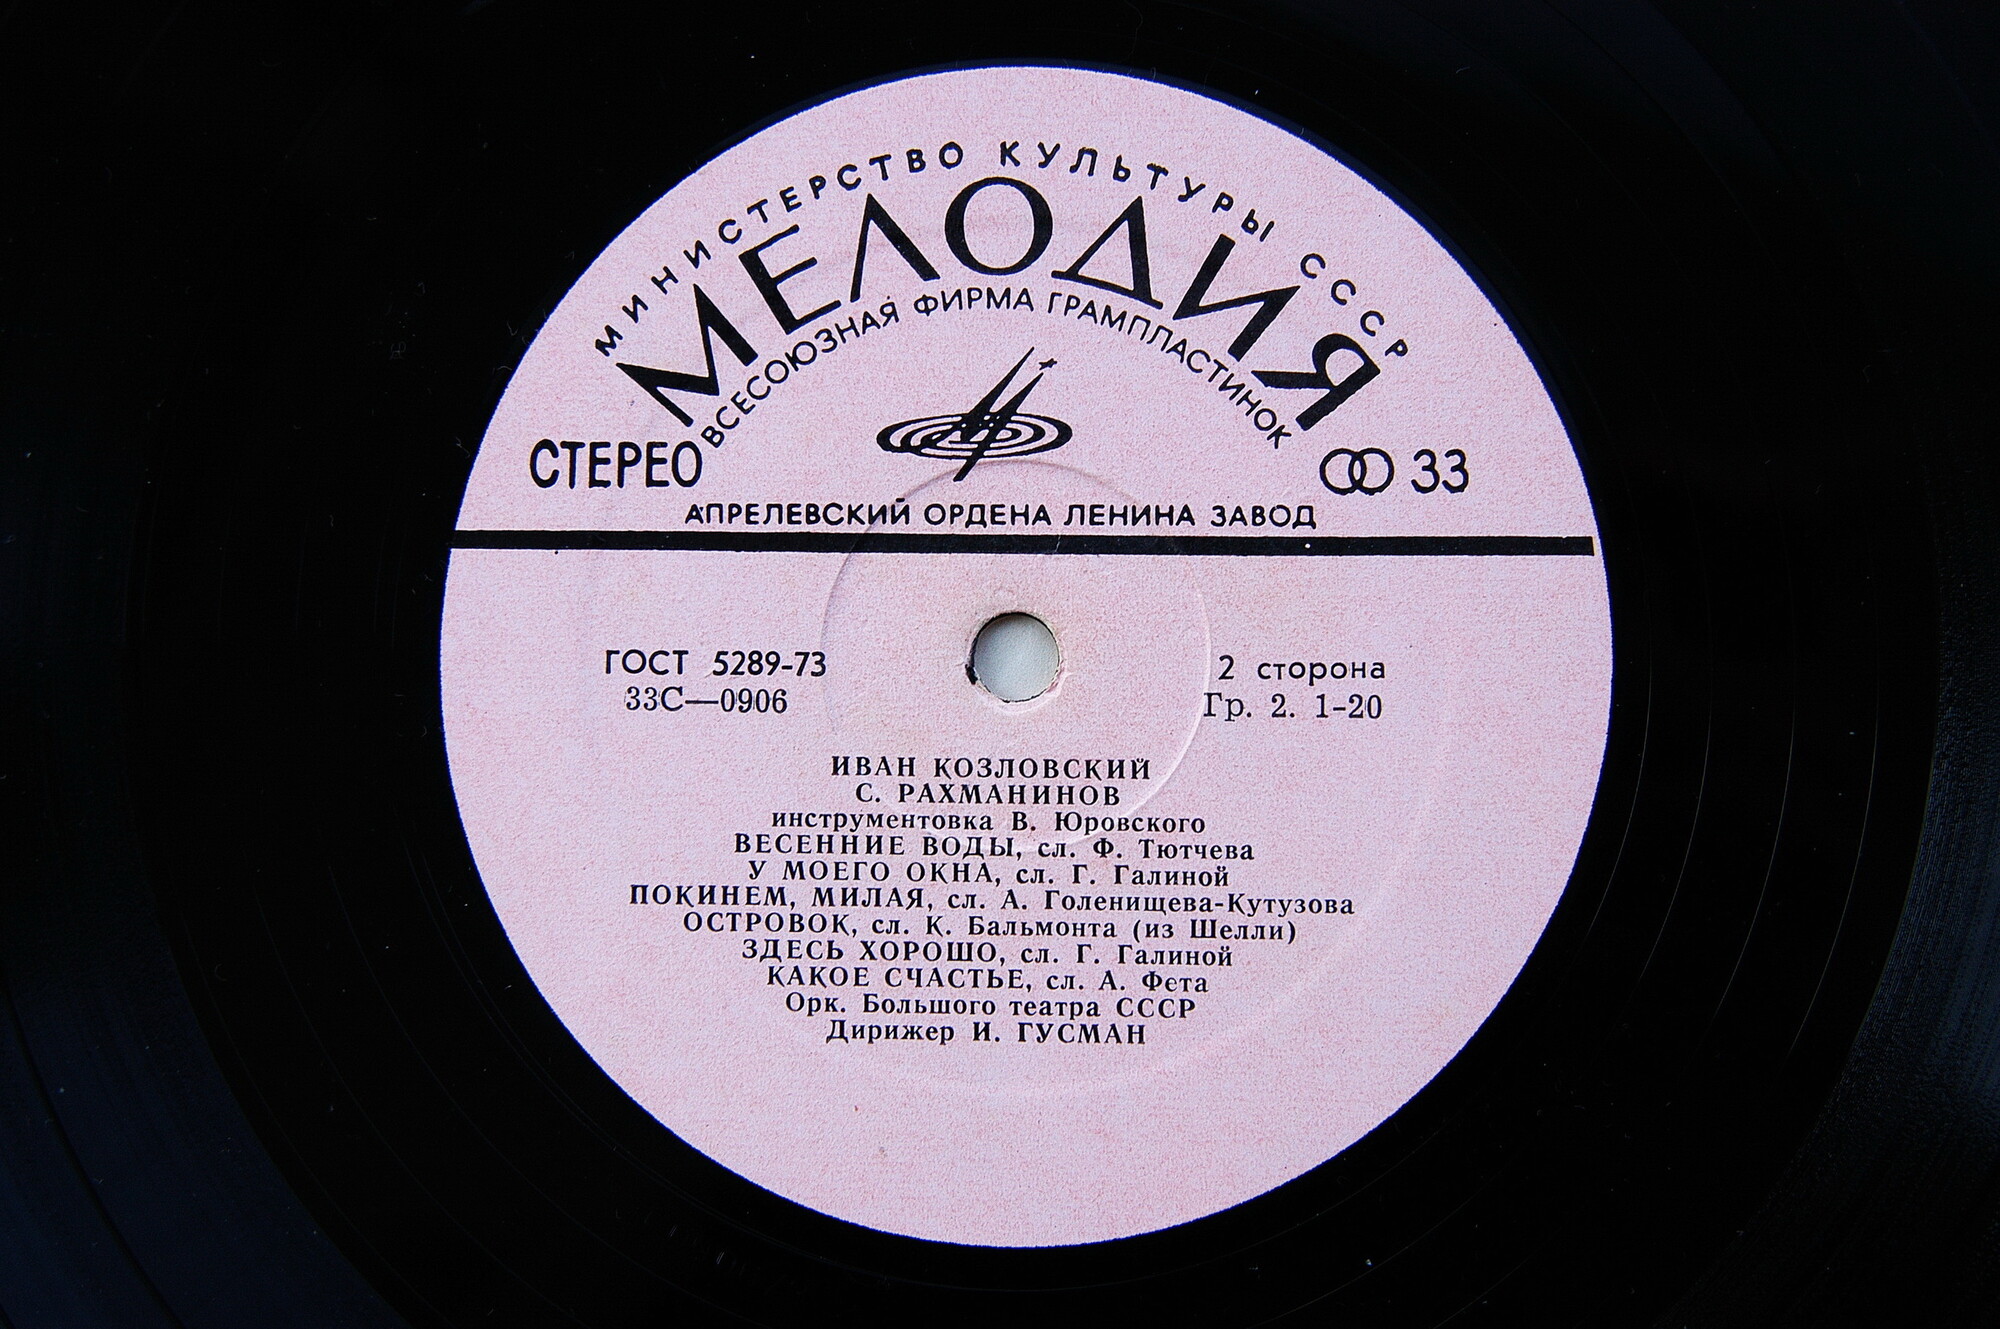 МИНИСТЕРСТВО КУЛЬТУРЫ СССР
МЕЛОДИЯ
ВСЕСОЮЗНАЯ ФИРМА ГРАМПЛАСТИНОК
СТЕРЕО
33
АПРЕЛЕВСКИЙ ОРДЕНА ЛЕНИНА ЗАВОД
ГОСТ 5289-73
33С—0906
2 сторона
Гр. 2. 1-20
ИВАН КОЗЛОВСКИЙ
С. РАХМАНИНОВ
инструментовка В. Юровского
ВЕСЕННИЕ ВОДЫ, сл. Ф. Тютчева
У МОЕГО ОКНА, сл. Г. Галиной
ПОКИНЕМ, МИЛАЯ, сл. А. Голенищева-Кутузова
ОСТРОВОК, сл. К. Бальмонта (из Шелли)
ЗДЕСЬ ХОРОШО, сл. Г. Галиной
КАКОЕ СЧАСТЬЕ, сл. А. Фета
Орк. Большого театра СССР
Дирижер И. ГУСМАН